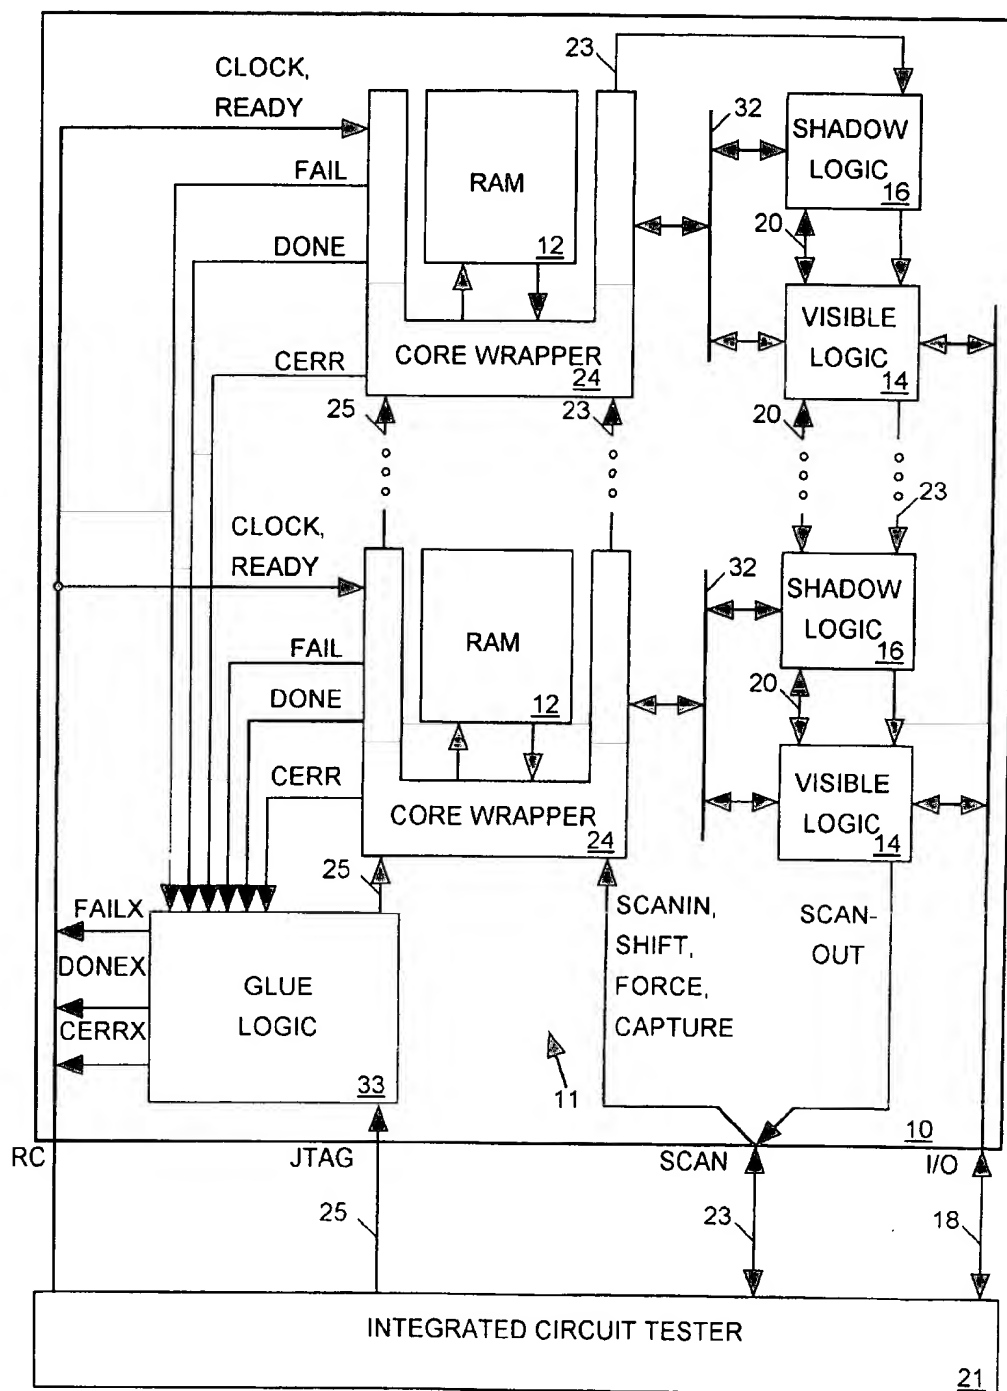 23
CLOCK,
READY
32
SHADOW
LOGIC
16
FAIL
RAM
20
DONE
12
VISIBLE
LOGIC
14
CORE WRAPPER
24
CERR
25
23
20
23
CLOCK,
READY
32
SHADOW
LOGIC
16
RAM
FAIL
20
12
DONE
VISIBLE
LOGIC
14
CERR
CORE WRAPPER
24
25
FAILX
SCANIN,
SHIFT,
FORCE,
CAPTURE
SCAN-
OUT
DONEX
GLUE
LOGIC
CERRX
33
11
10
RC
JTAG
SCAN
I/O
25
23
18
INTEGRATED CIRCUIT TESTER
21